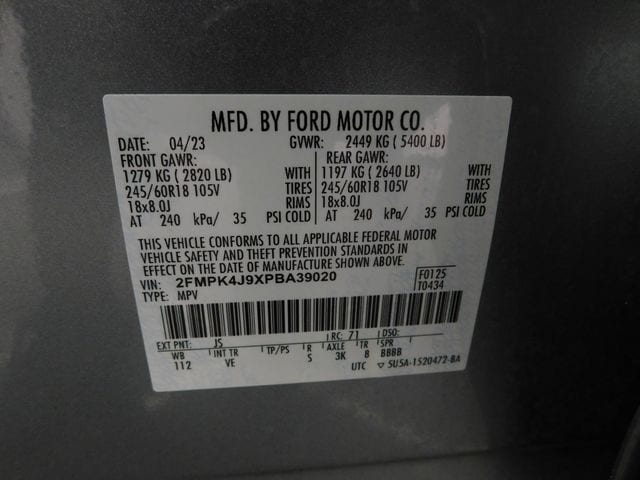 MFD. BY FORD MOTOR CO.
DATE: 04/23 GVWR: 2449 KG ( 5400 LB)
FRONT GAWR: REAR GAWR:
1279 KG ( 2820 LB) WITH 1197 KG ( 2640 LB) WITH
245/60R18 105V TIRES 245/60R18 105V TIRES
18x8.0J RIMS 18x8.0J RIMS
AT 240 kPa/ 35 PSI COLD AT 240 kPa/ 35 PSI COLD
THIS VEHICLE CONFORMS TO ALL APPLICABLE FEDERAL MOTOR
VEHICLE SAFETY AND THEFT PREVENTION STANDARDS IN
EFFECT ON THE DATE OF MANUFACTURE SHOWN ABOVE.
VIN: 2FMPK4J9XPBA39020 F0125
TYPE: MPV T0434
EXT PNT: JS RC: 71 DSO:
WB INT TR TP/PS R AXLE TR SPR
112 VE S 3K 8 BBBB
UTC ▽ 5U5A-1520472-BA